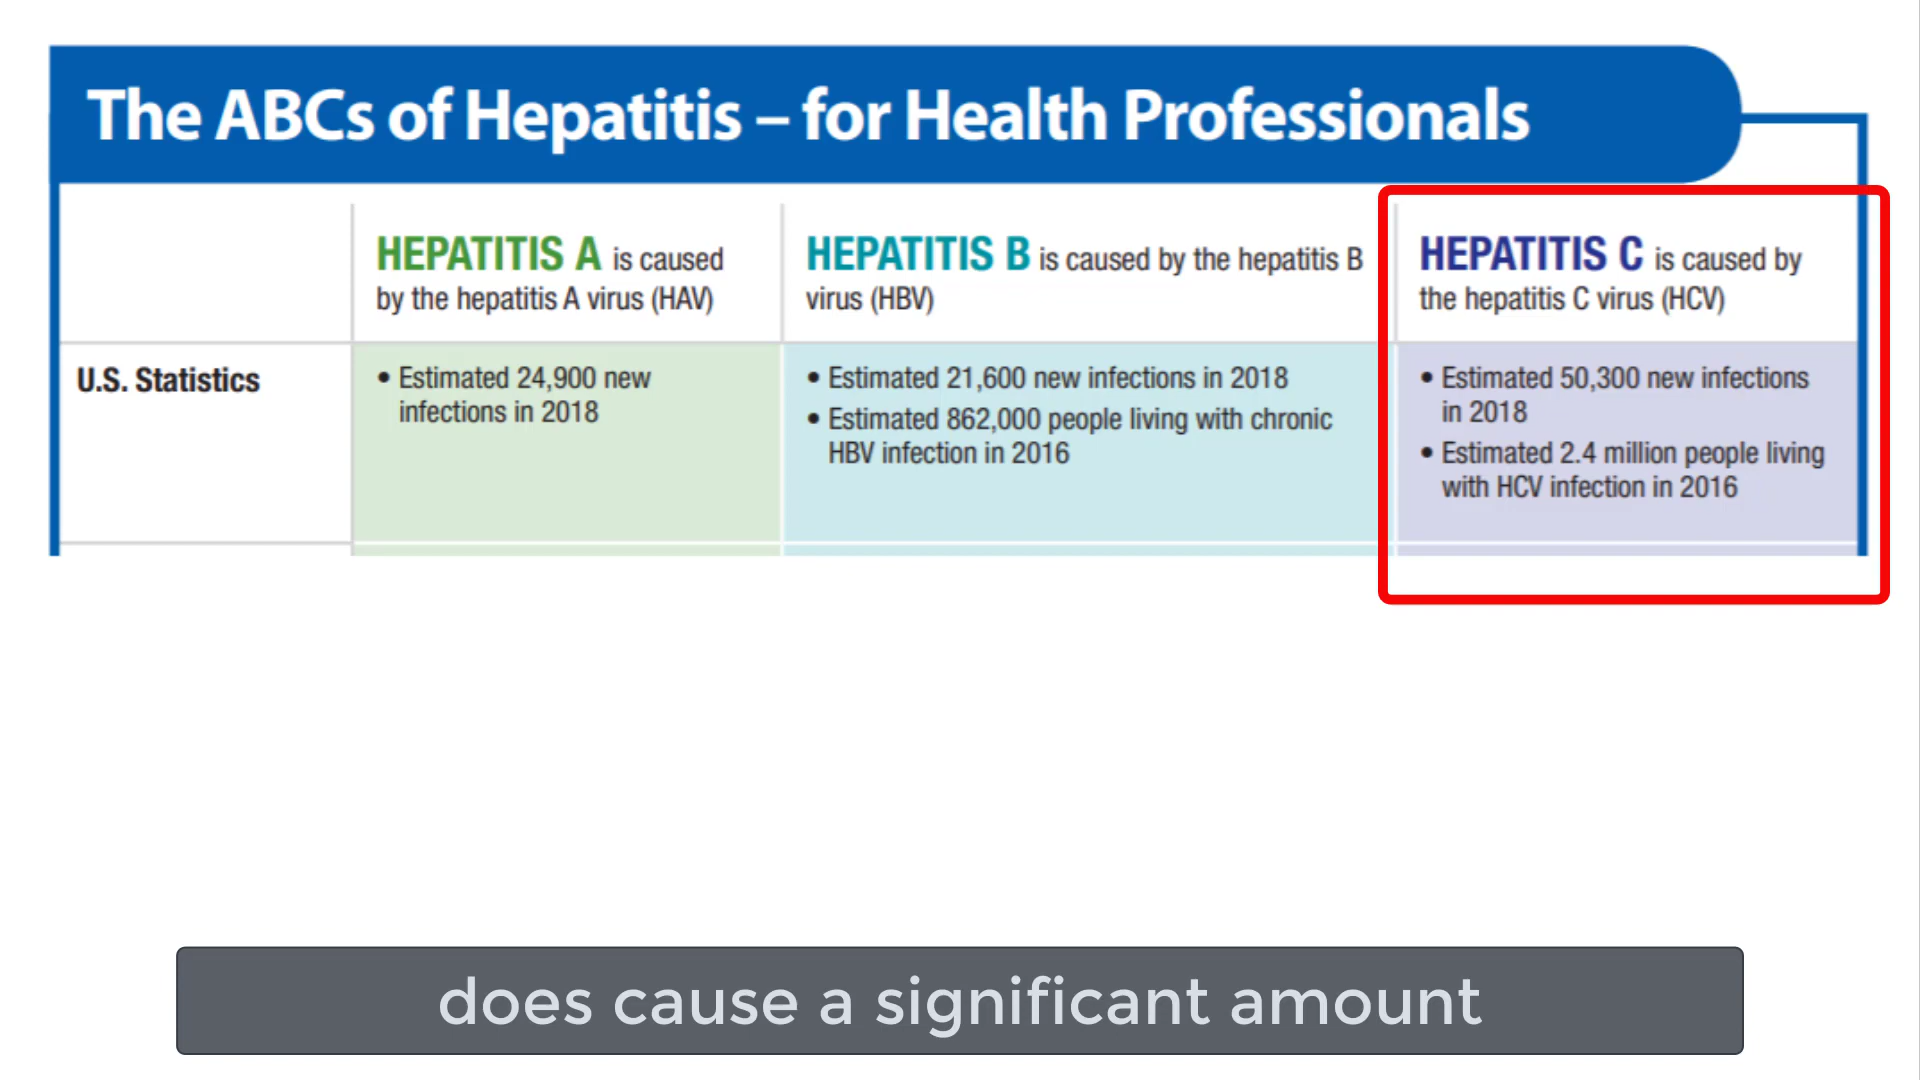 The ABCs of Hepatitis – for Health Professionals
HEPATITIS A is caused
by the hepatitis A virus (HAV)
HEPATITIS B is caused by the hepatitis B
virus (HBV)
HEPATITIS C is caused by
the hepatitis C virus (HCV)
U.S. Statistics
• Estimated 24,900 new
infections in 2018
• Estimated 21,600 new infections in 2018
• Estimated 862,000 people living with chronic
HBV infection in 2016
• Estimated 50,300 new infections
in 2018
• Estimated 2.4 million people living
with HCV infection in 2016
does cause a significant amount